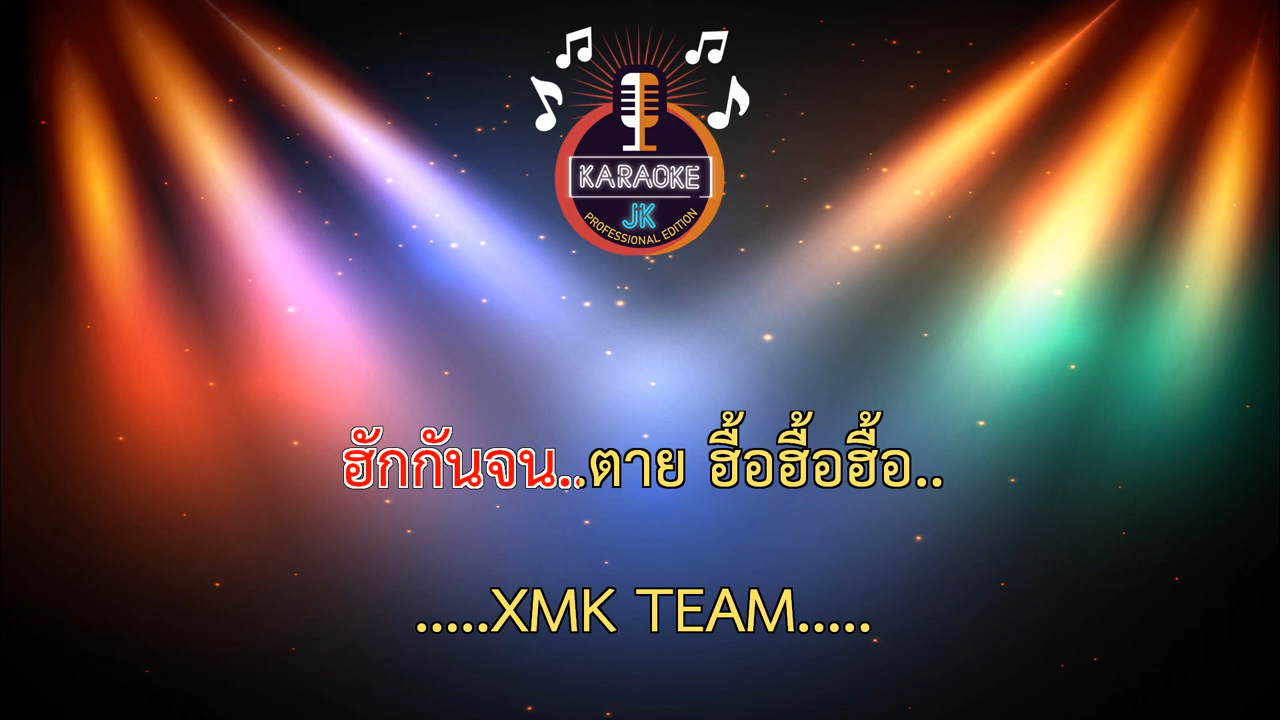 KARAOKE
JK
PROFESSIONAL EDITION
ฮักกันจน..ตาย ฮื้อฮื้อฮื้อ..
.....XMK TEAM.....